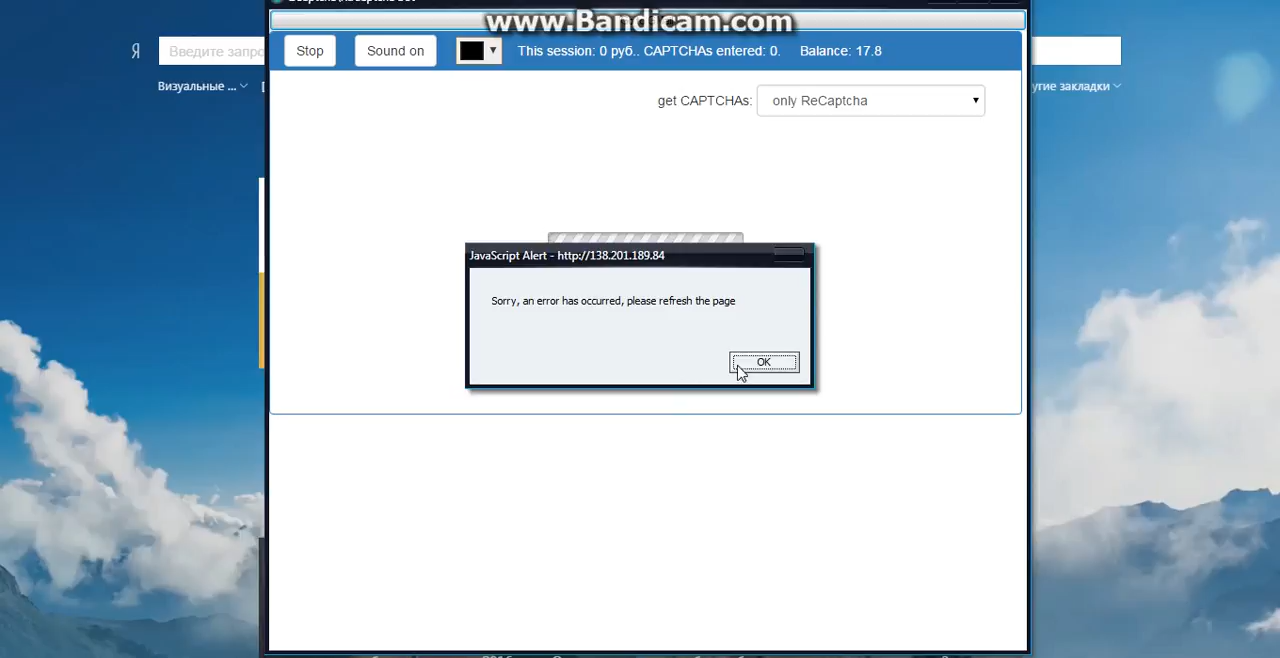 www.Bandicam.com
Я
Введите запро
Stop
Sound on
This session: 0 руб.. CAPTCHAs entered: 0.
Balance: 17.8
Визуальные ...
get CAPTCHAs:
only ReCaptcha
JavaScript Alert - http://138.201.189.84
Sorry, an error has occurred, please refresh the page
OK